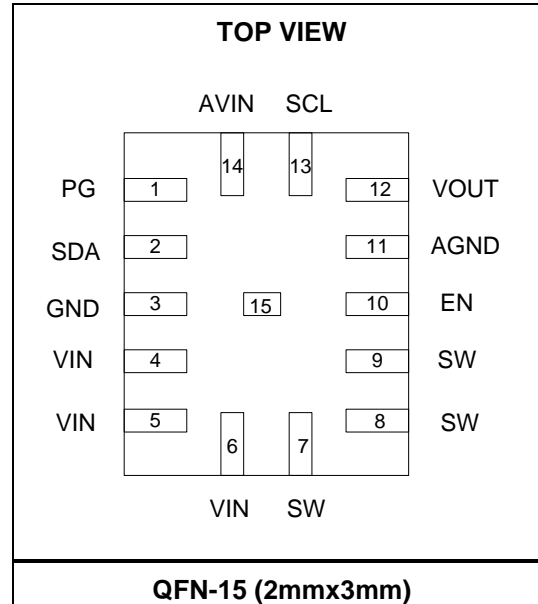 TOP VIEW
AVIN SCL
14 13
PG 1 12 VOUT
SDA 2 11 AGND
GND 3 15 10 EN
VIN 4 9 SW
VIN 5 8 SW
6 7
VIN SW
QFN-15 (2mmx3mm)